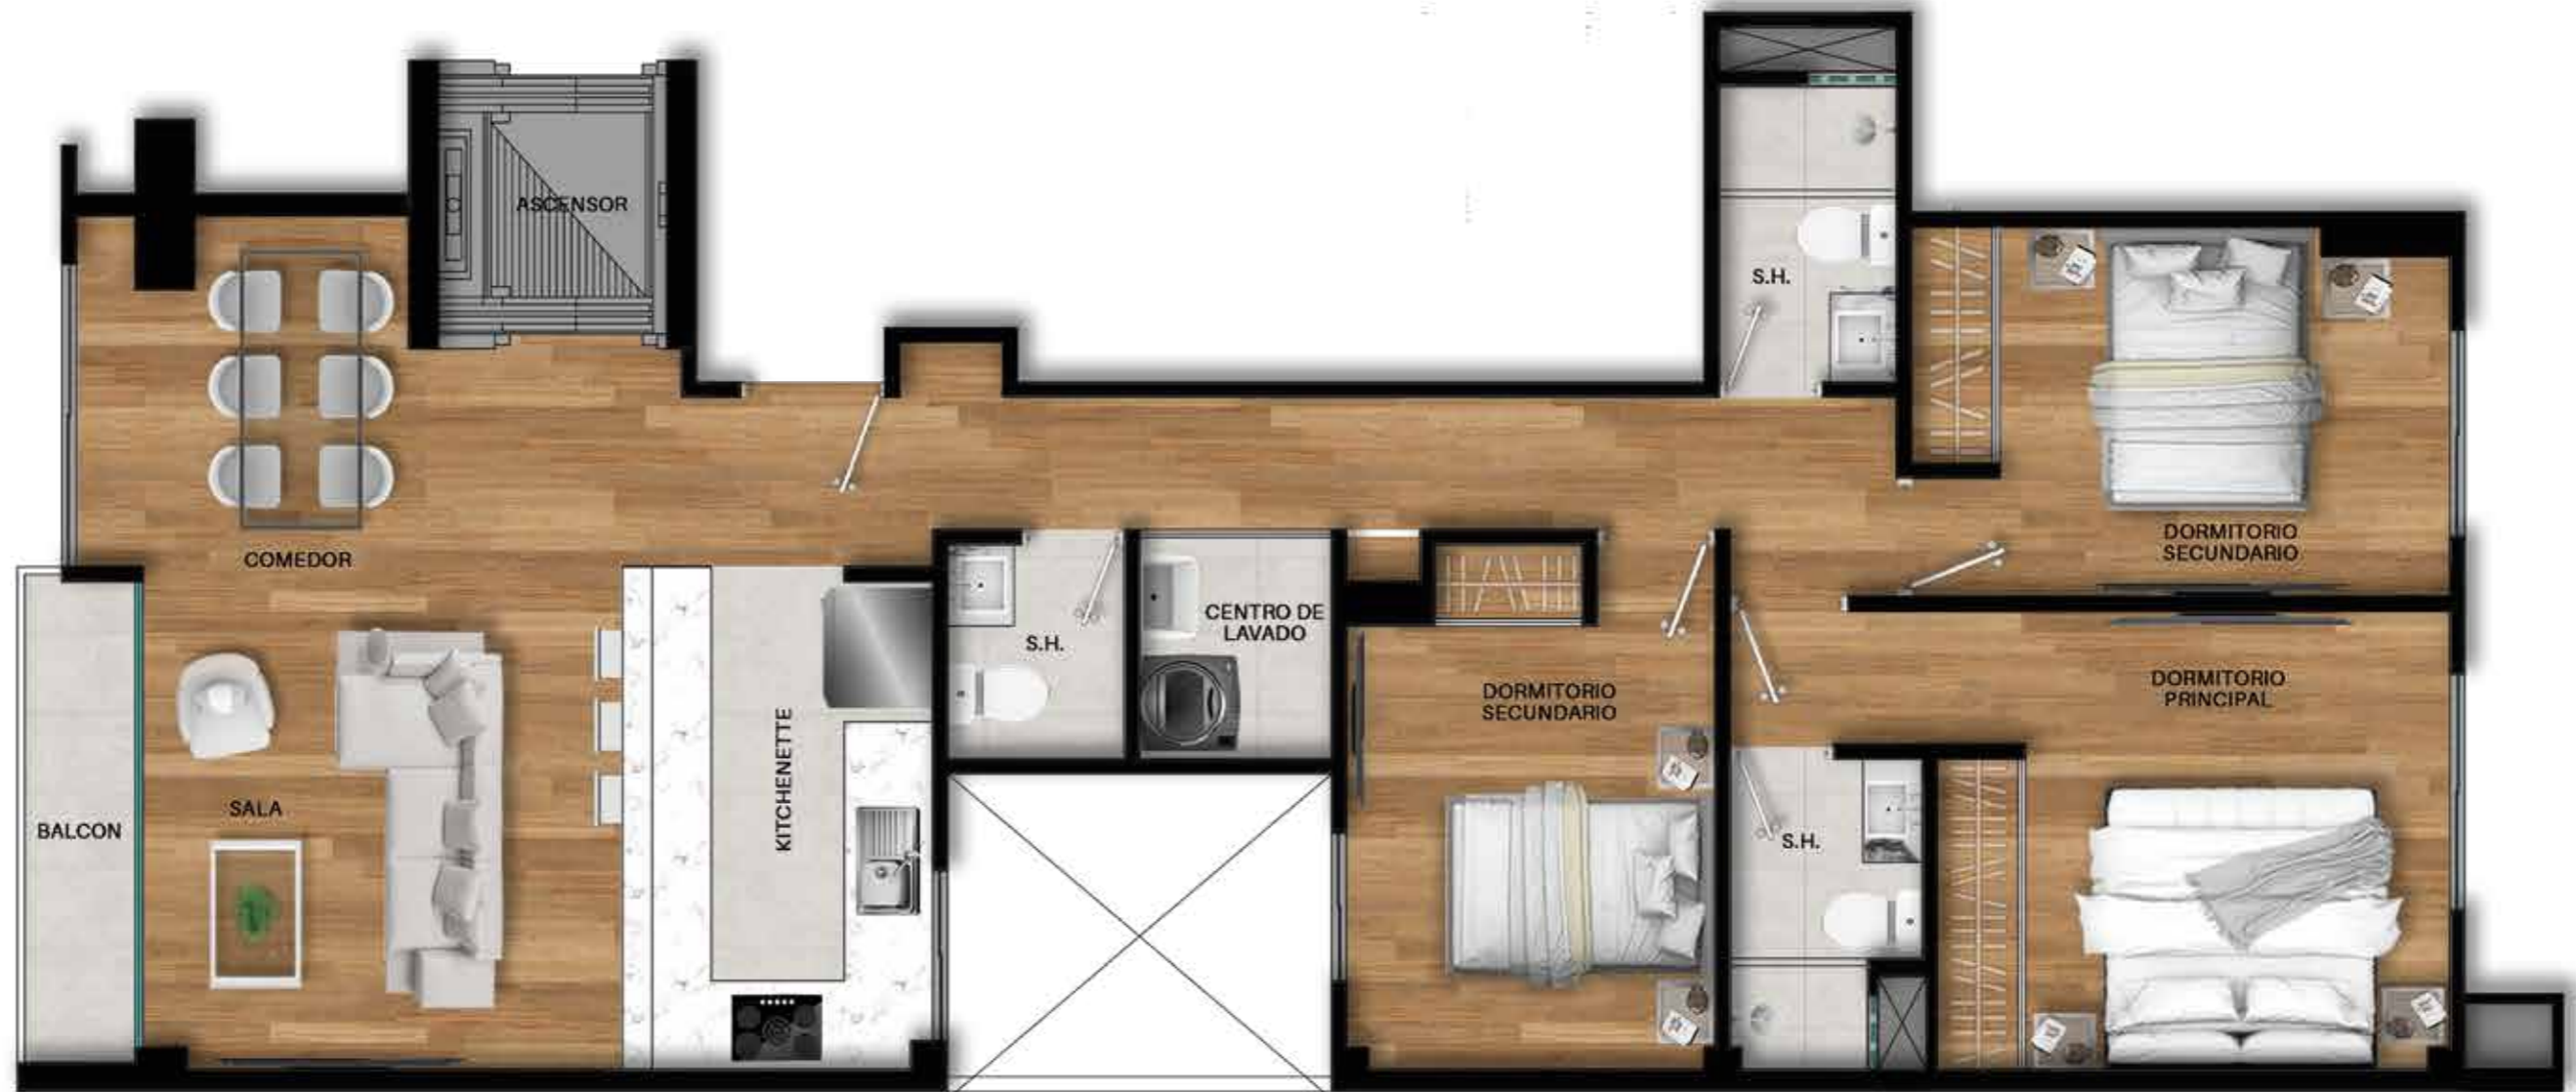 ASCENSOR
S.H.
COMEDOR
DORMITORIO
SECUNDARIO
S.H.
CENTRO DE
LAVADO
DORMITORIO
SECUNDARIO
DORMITORIO
PRINCIPAL
KITCHENETTE
SALA
BALCON
S.H.